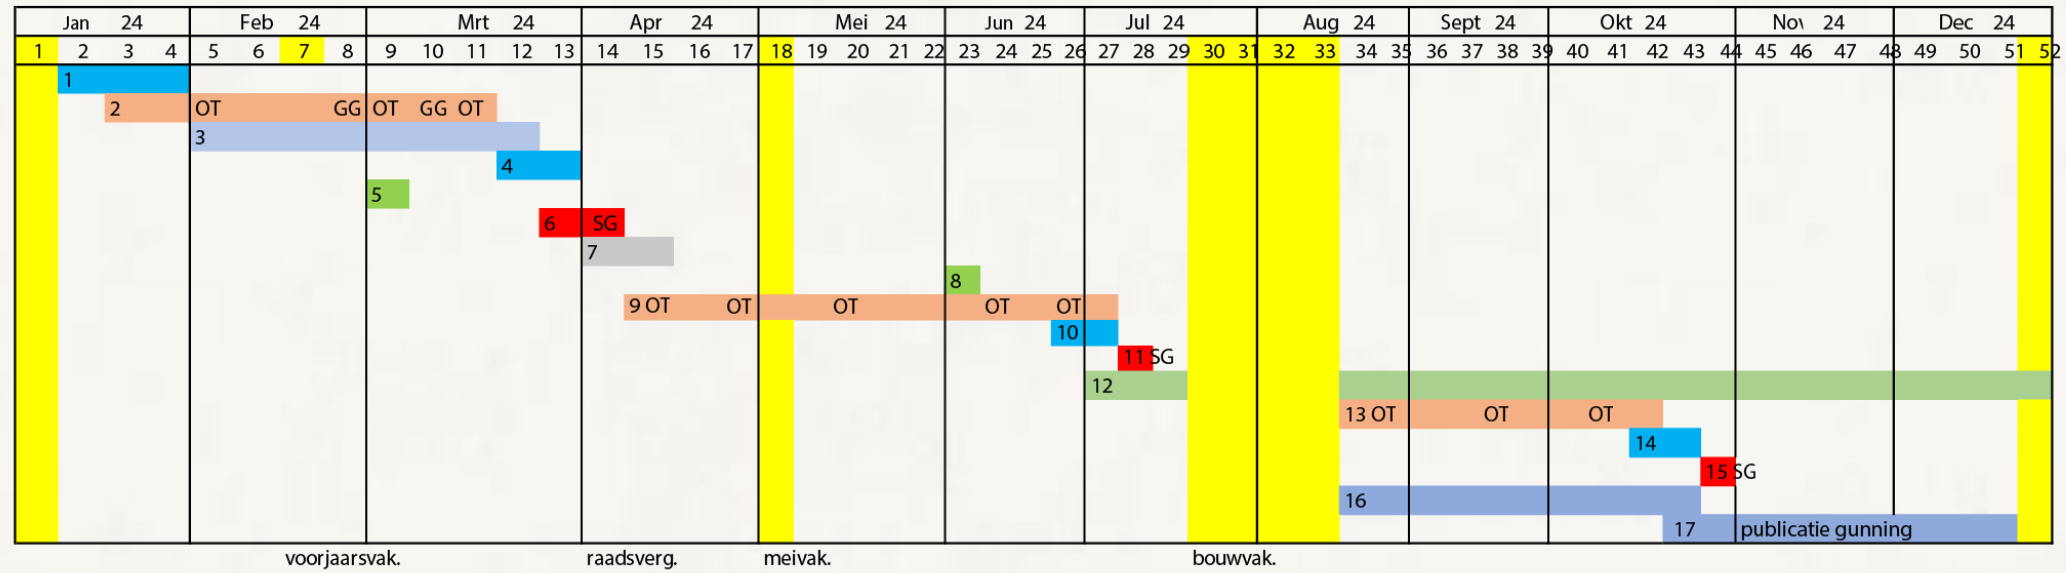 Jan 24 Feb 24 Mrt 24 Apr 24 Mei 24 Jun 24 Jul 24 Aug 24 Sept 24 Okt 24 Nov 24 Dec 24
1 2 3 4 5 6 7 8 9 10 11 12 13 14 15 16 17 18 19 20 21 22 23 24 25 26 27 28 29 30 31 32 33 34 35 36 37 38 39 40 41 42 43 44 45 46 47 48 49 50 51 52
1
2 OT GG OT GG OT
3
4
5
6 SG
7
8
9 OT OT OT OT OT
10
11 SG
12
13 OT OT OT
14
15 SG
16
17 publicatie gunning
voorjaarsvak. raadsverg. meivak. bouwvak.